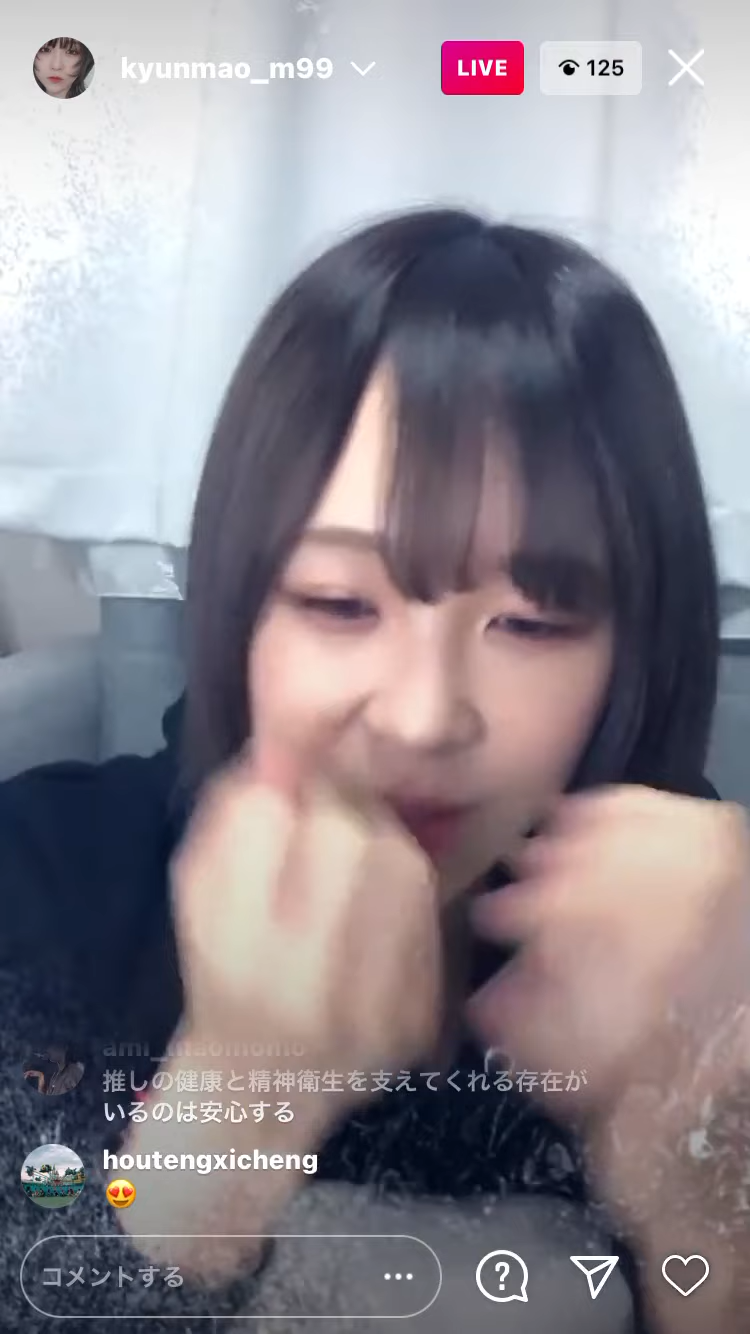 kyunmao_m99
LIVE
125
推しの健康と精神衛生を支えてくれる存在が
いるのは安心する
houtengxicheng
😍
コメントする